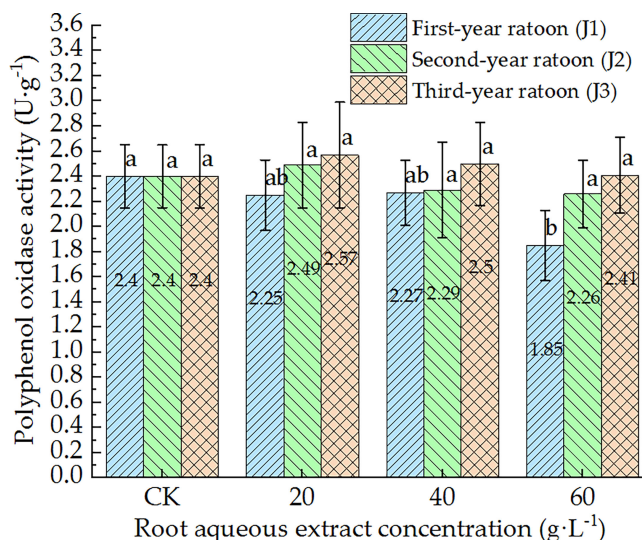 Polyphenol oxidase activity (U·g⁻¹)
3.6
3.4
3.2
3.0
2.8
2.6
2.4
2.2
2.0
1.8
1.6
1.4
1.2
1.0
0.8
0.6
0.4
0.2
0.0
First-year ratoon (J1)
Second-year ratoon (J2)
Third-year ratoon (J3)
a a a ab a a ab a a b a a
2.4 2.4 2.4 2.25 2.49 2.57 2.27 2.29 2.5 1.85 2.26 2.41
CK 20 40 60
Root aqueous extract concentration (g·L⁻¹)